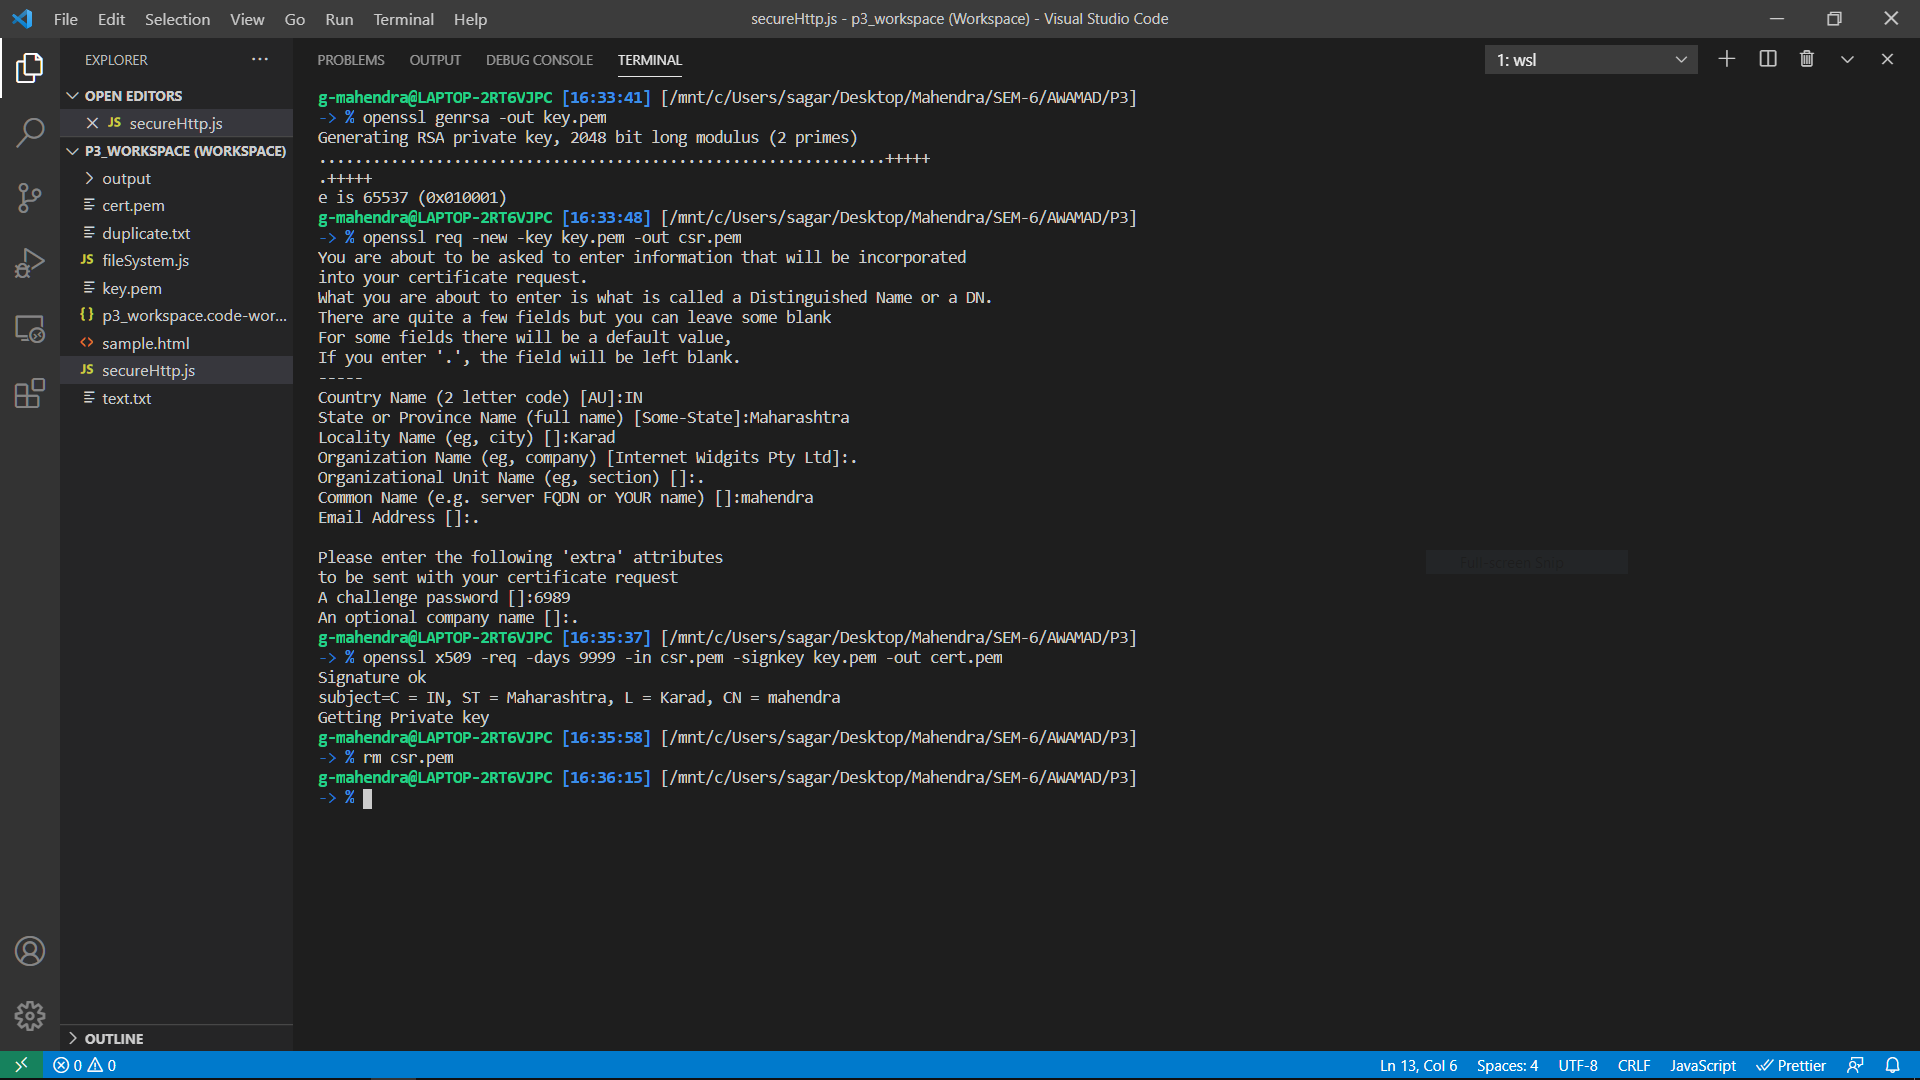 File Edit Selection View Go Run Terminal Help
secureHttp.js - p3_workspace (Workspace) - Visual Studio Code
EXPLORER
OPEN EDITORS
JS secureHttp.js
P3_WORKSPACE (WORKSPACE)
output
cert.pem
duplicate.txt
JS fileSystem.js
key.pem
{} p3_workspace.code-wor...
<> sample.html
JS secureHttp.js
text.txt
OUTLINE
PROBLEMS OUTPUT DEBUG CONSOLE TERMINAL
1: wsl
g-mahendra@LAPTOP-2RT6VJPC [16:33:41] [/mnt/c/Users/sagar/Desktop/Mahendra/SEM-6/AWAMAD/P3]
-> % openssl genrsa -out key.pem
Generating RSA private key, 2048 bit long modulus (2 primes)
...............................................................+++++
.+++++
e is 65537 (0x010001)
g-mahendra@LAPTOP-2RT6VJPC [16:33:48] [/mnt/c/Users/sagar/Desktop/Mahendra/SEM-6/AWAMAD/P3]
-> % openssl req -new -key key.pem -out csr.pem
You are about to be asked to enter information that will be incorporated
into your certificate request.
What you are about to enter is what is called a Distinguished Name or a DN.
There are quite a few fields but you can leave some blank
For some fields there will be a default value,
If you enter '.', the field will be left blank.
-----
Country Name (2 letter code) [AU]:IN
State or Province Name (full name) [Some-State]:Maharashtra
Locality Name (eg, city) []:Karad
Organization Name (eg, company) [Internet Widgits Pty Ltd]:.
Organizational Unit Name (eg, section) []:.
Common Name (e.g. server FQDN or YOUR name) []:mahendra
Email Address []:.
Please enter the following 'extra' attributes
to be sent with your certificate request
A challenge password []:6989
An optional company name []:.
g-mahendra@LAPTOP-2RT6VJPC [16:35:37] [/mnt/c/Users/sagar/Desktop/Mahendra/SEM-6/AWAMAD/P3]
-> % openssl x509 -req -days 9999 -in csr.pem -signkey key.pem -out cert.pem
Signature ok
subject=C = IN, ST = Maharashtra, L = Karad, CN = mahendra
Getting Private key
g-mahendra@LAPTOP-2RT6VJPC [16:35:58] [/mnt/c/Users/sagar/Desktop/Mahendra/SEM-6/AWAMAD/P3]
-> % rm csr.pem
g-mahendra@LAPTOP-2RT6VJPC [16:36:15] [/mnt/c/Users/sagar/Desktop/Mahendra/SEM-6/AWAMAD/P3]
-> %
Full-screen Snip
0 0
Ln 13, Col 6 Spaces: 4 UTF-8 CRLF JavaScript Prettier